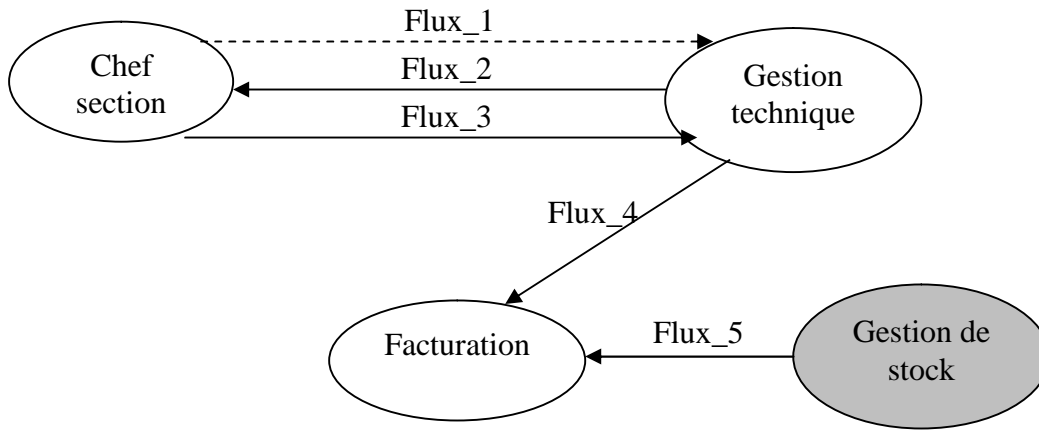 Flux_1
Chef
section
Flux_2
Gestion
technique
Flux_3
Flux_4
Facturation
Flux_5
Gestion de
stock